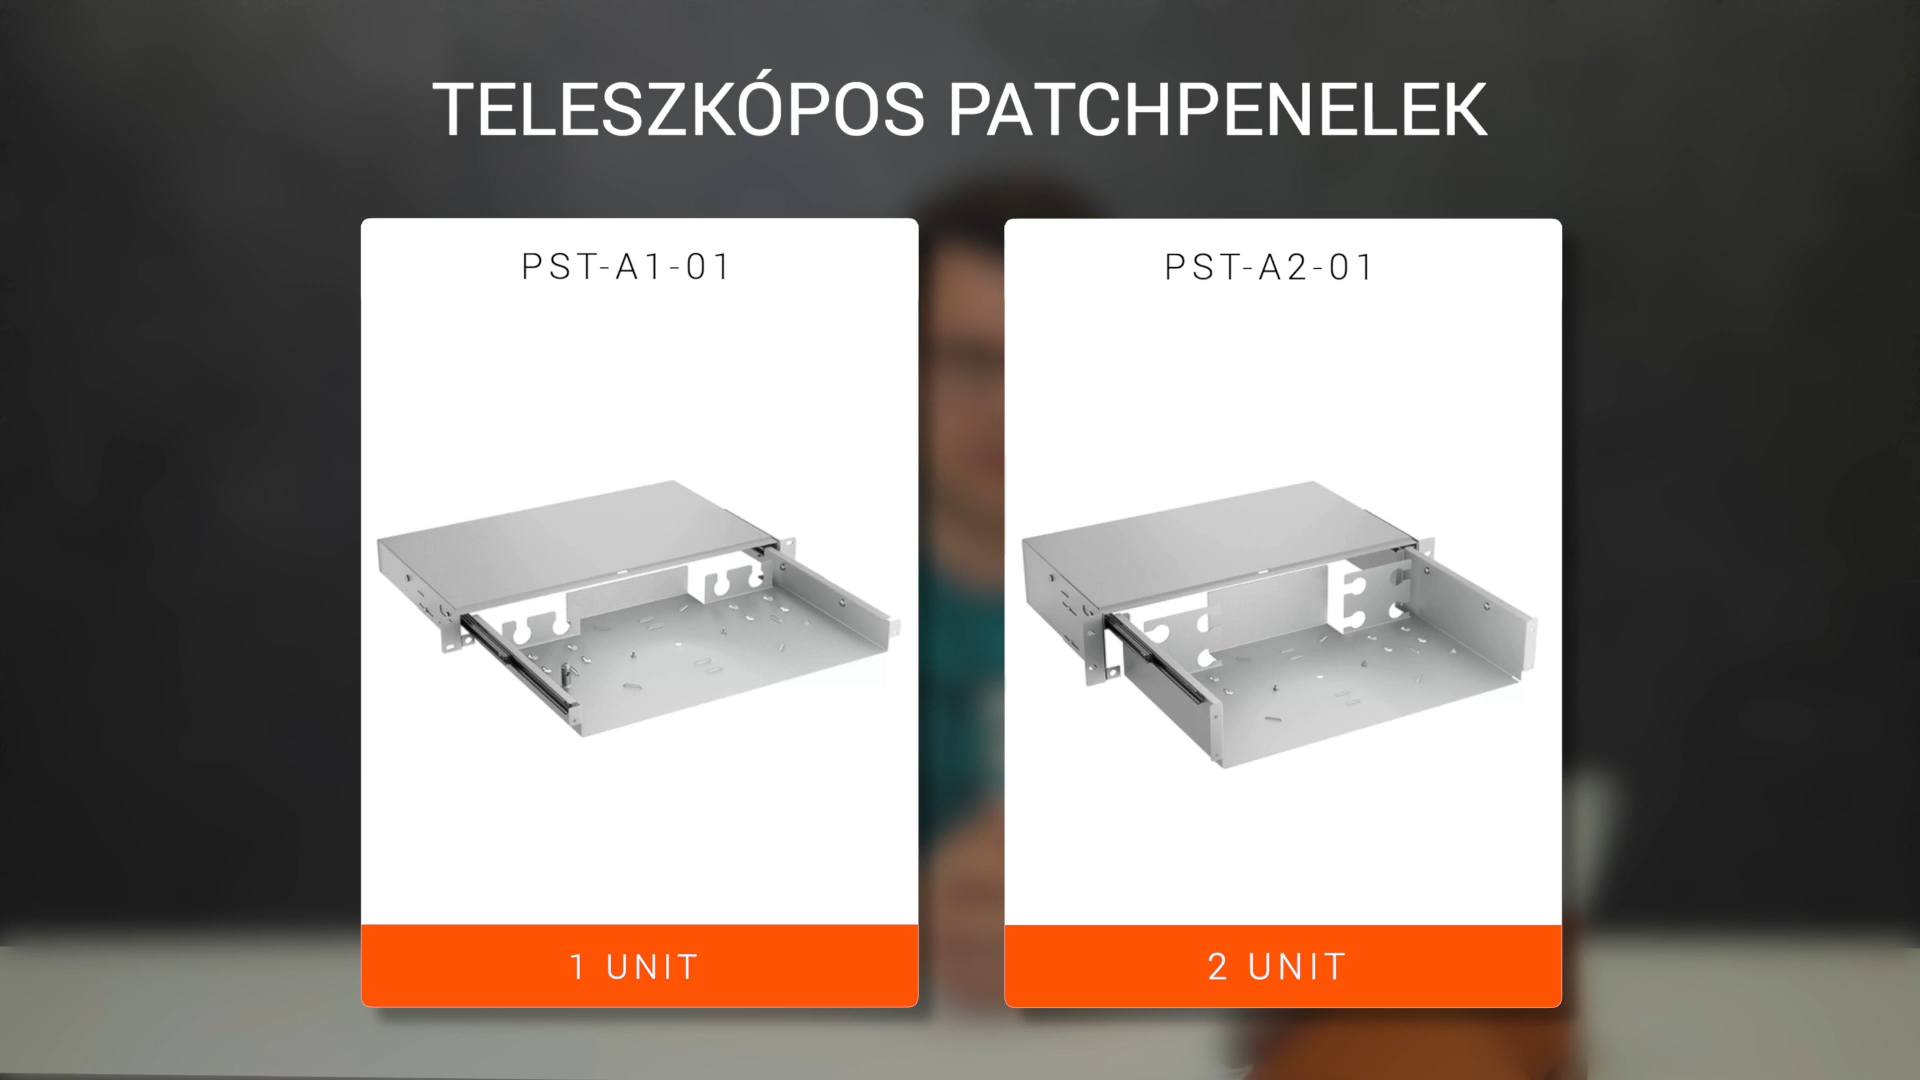 TELESZKÓPOS PATCHPENELEK
PST-A1-01
PST-A2-01
1 UNIT
2 UNIT